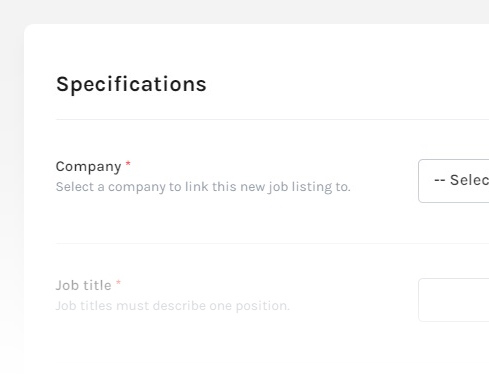 Specifications
Company *
Select a company to link this new job listing to.
-- Selec
Job title *
Job titles must describe one position.